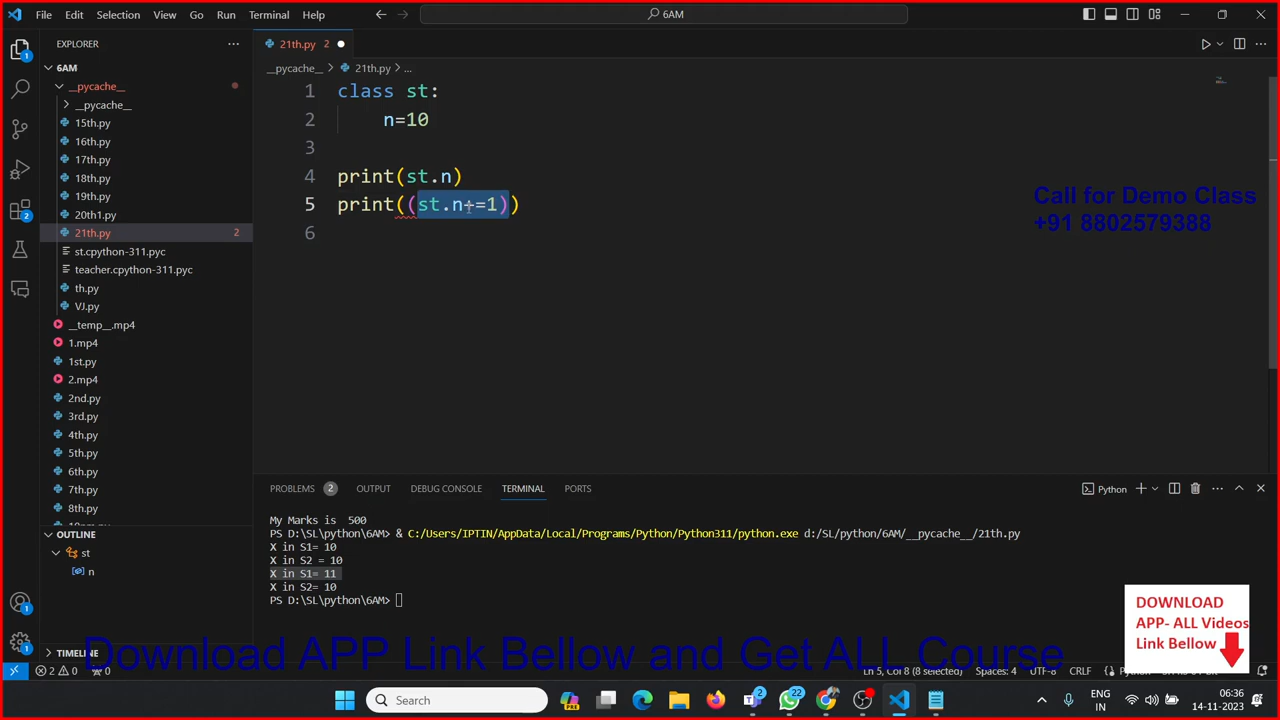 File Edit Selection View Go Run Terminal Help
6AM
EXPLORER
6AM
__pycache__
__pycache__
15th.py
16th.py
17th.py
18th.py
19th.py
20th1.py
21th.py 2
st.cpython-311.pyc
teacher.cpython-311.pyc
th.py
VJ.py
__temp__.mp4
1.mp4
1st.py
2.mp4
2nd.py
3rd.py
4th.py
5th.py
6th.py
7th.py
8th.py
OUTLINE
st
n
TIMELINE
21th.py 2
__pycache__ > 21th.py > ...
1 class st:
2 n=10
3
4 print(st.n)
5 print((st.n+=1))
6
Call for Demo Class
+91 8802579388
PROBLEMS 2 OUTPUT DEBUG CONSOLE TERMINAL PORTS
Python
My Marks is 500
PS D:\SL\python\6AM> & C:/Users/IPTIN/AppData/Local/Programs/Python/Python311/python.exe d:/SL/python/6AM/__pycache__/21th.py
X in S1= 10
X in S2 = 10
X in S1= 11
X in S2= 10
PS D:\SL\python\6AM>
DOWNLOAD
APP- ALL Videos
Link Bellow
Download APP Link Bellow and Get ALL Course
2 0 0
Ln 5, Col 8 (8 selected) Spaces: 4 UTF-8 CRLF
Search
2
22
ENG
IN
06:36
14-11-2023